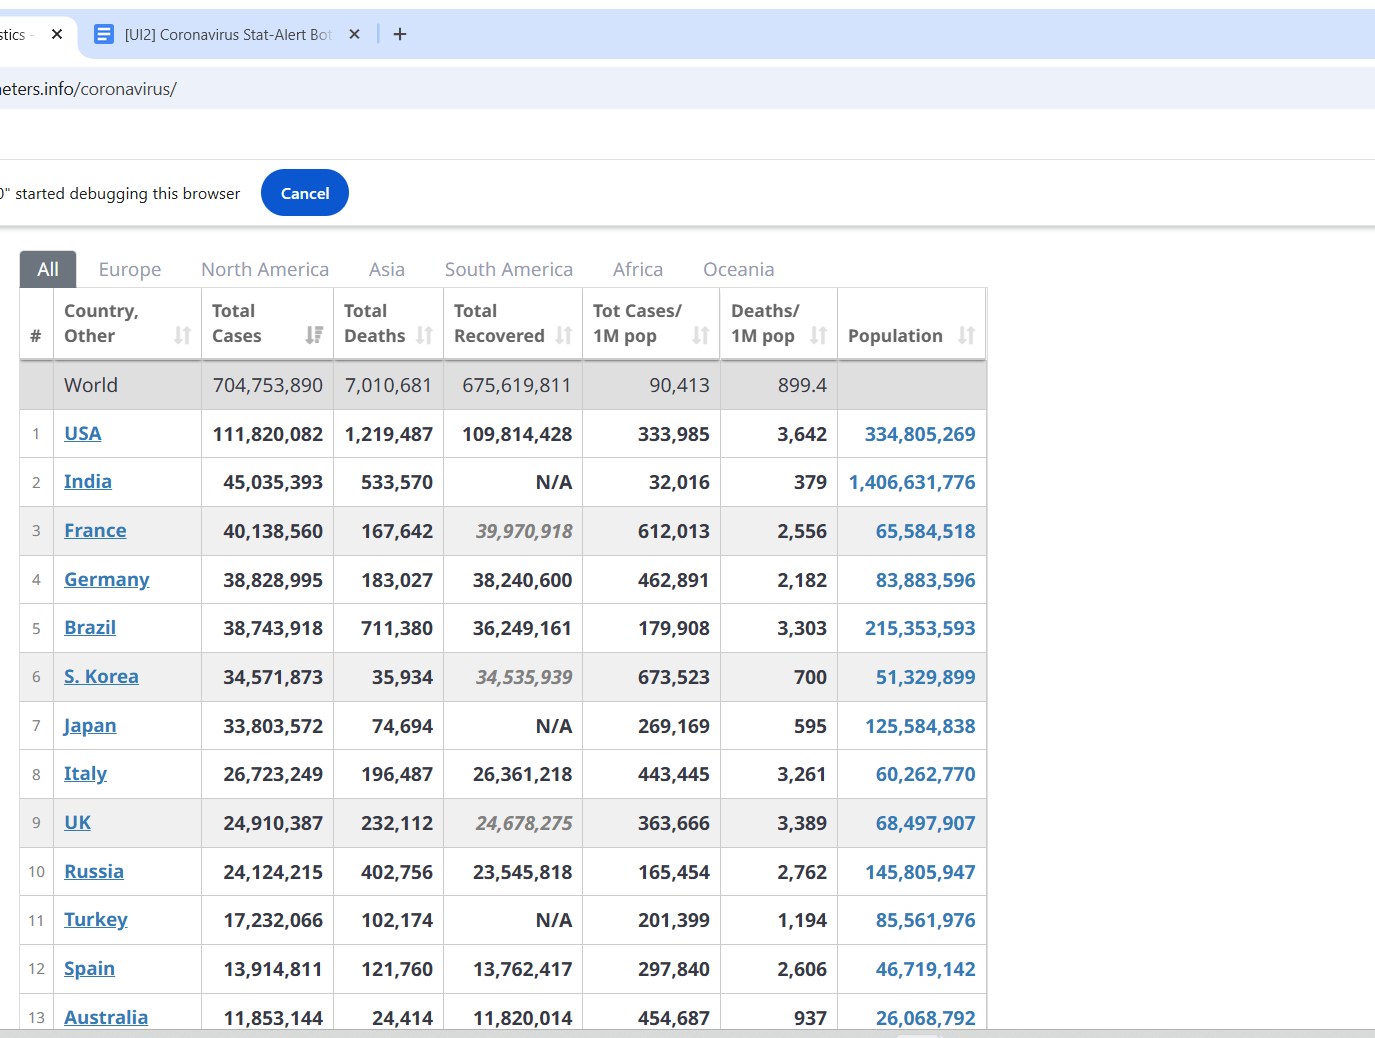 stics -
[UI2] Coronavirus Stat-Alert Bot
eters.info/coronavirus/
0" started debugging this browser Cancel
All Europe North America Asia South America Africa Oceania
# Country, Other Total Cases Total Deaths Total Recovered Tot Cases/ 1M pop Deaths/ 1M pop Population
World 704,753,890 7,010,681 675,619,811 90,413 899.4
1 USA 111,820,082 1,219,487 109,814,428 333,985 3,642 334,805,269
2 India 45,035,393 533,570 N/A 32,016 379 1,406,631,776
3 France 40,138,560 167,642 39,970,918 612,013 2,556 65,584,518
4 Germany 38,828,995 183,027 38,240,600 462,891 2,182 83,883,596
5 Brazil 38,743,918 711,380 36,249,161 179,908 3,303 215,353,593
6 S. Korea 34,571,873 35,934 34,535,939 673,523 700 51,329,899
7 Japan 33,803,572 74,694 N/A 269,169 595 125,584,838
8 Italy 26,723,249 196,487 26,361,218 443,445 3,261 60,262,770
9 UK 24,910,387 232,112 24,678,275 363,666 3,389 68,497,907
10 Russia 24,124,215 402,756 23,545,818 165,454 2,762 145,805,947
11 Turkey 17,232,066 102,174 N/A 201,399 1,194 85,561,976
12 Spain 13,914,811 121,760 13,762,417 297,840 2,606 46,719,142
13 Australia 11,853,144 24,414 11,820,014 454,687 937 26,068,792